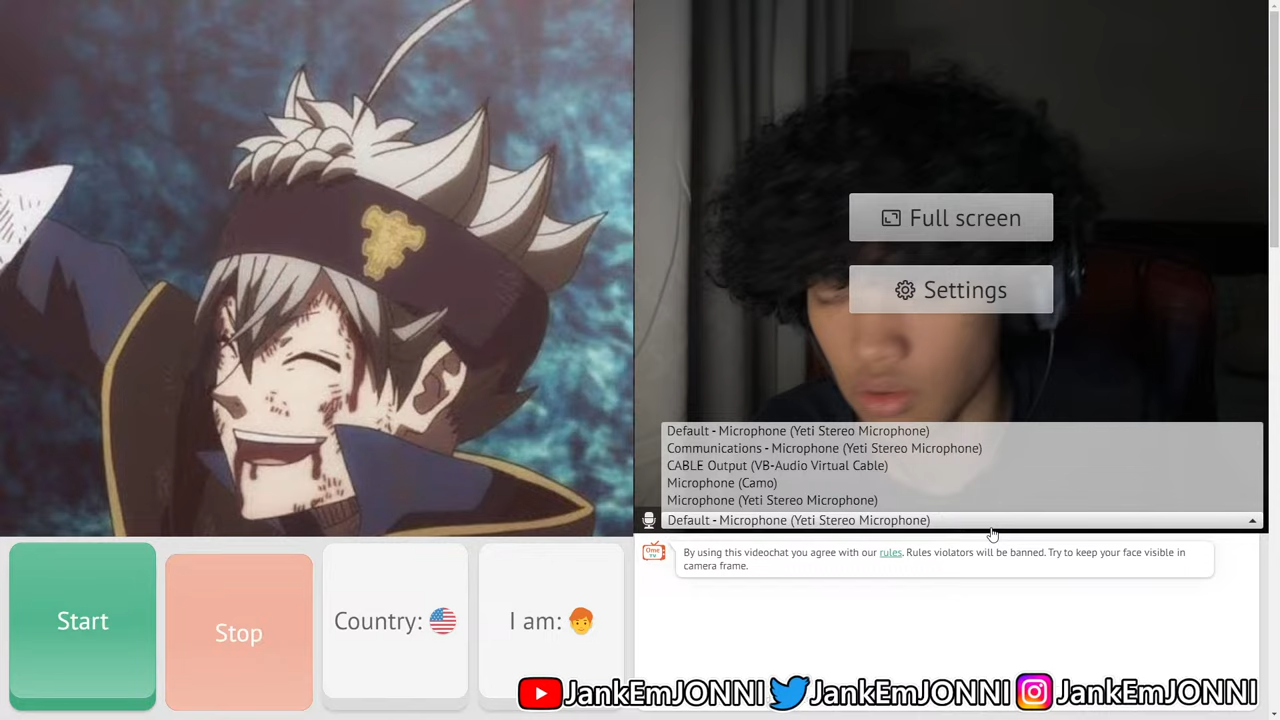 Full screen
Settings
Default - Microphone (Yeti Stereo Microphone)
Communications - Microphone (Yeti Stereo Microphone)
CABLE Output (VB-Audio Virtual Cable)
Microphone (Camo)
Microphone (Yeti Stereo Microphone)
Default - Microphone (Yeti Stereo Microphone)
Ome TV
By using this videochat you agree with our rules. Rules violators will be banned. Try to keep your face visible in
camera frame.
Start
Stop
Country:
I am:
JankEmJONNI JankEmJONNI JankEmJONNI